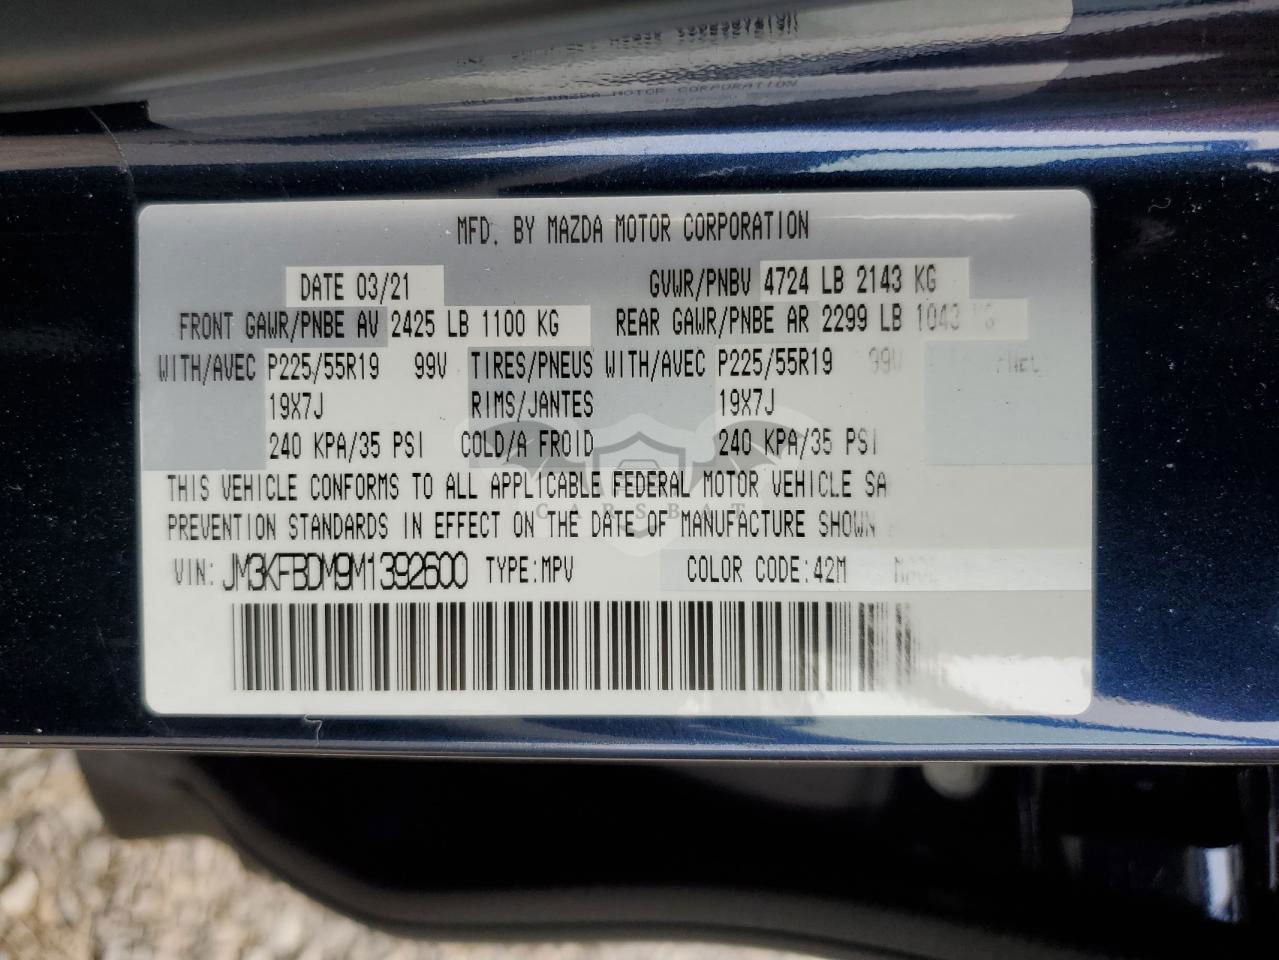 MFD. BY MAZDA MOTOR CORPORATION
DATE 03/21 GVWR/PNBV 4724 LB 2143 KG
FRONT GAWR/PNBE AV 2425 LB 1100 KG REAR GAWR/PNBE AR 2299 LB 1043 KG
WITH/AVEC P225/55R19 99V TIRES/PNEUS WITH/AVEC P225/55R19 99V
19X7J RIMS/JANTES 19X7J
240 KPA/35 PSI COLD/A FROID 240 KPA/35 PSI
THIS VEHICLE CONFORMS TO ALL APPLICABLE FEDERAL MOTOR VEHICLE SA
CARSBAT
PREVENTION STANDARDS IN EFFECT ON THE DATE OF MANUFACTURE SHOWN
VIN: JM3KFBDM9M1392600 TYPE:MPV COLOR CODE:42M